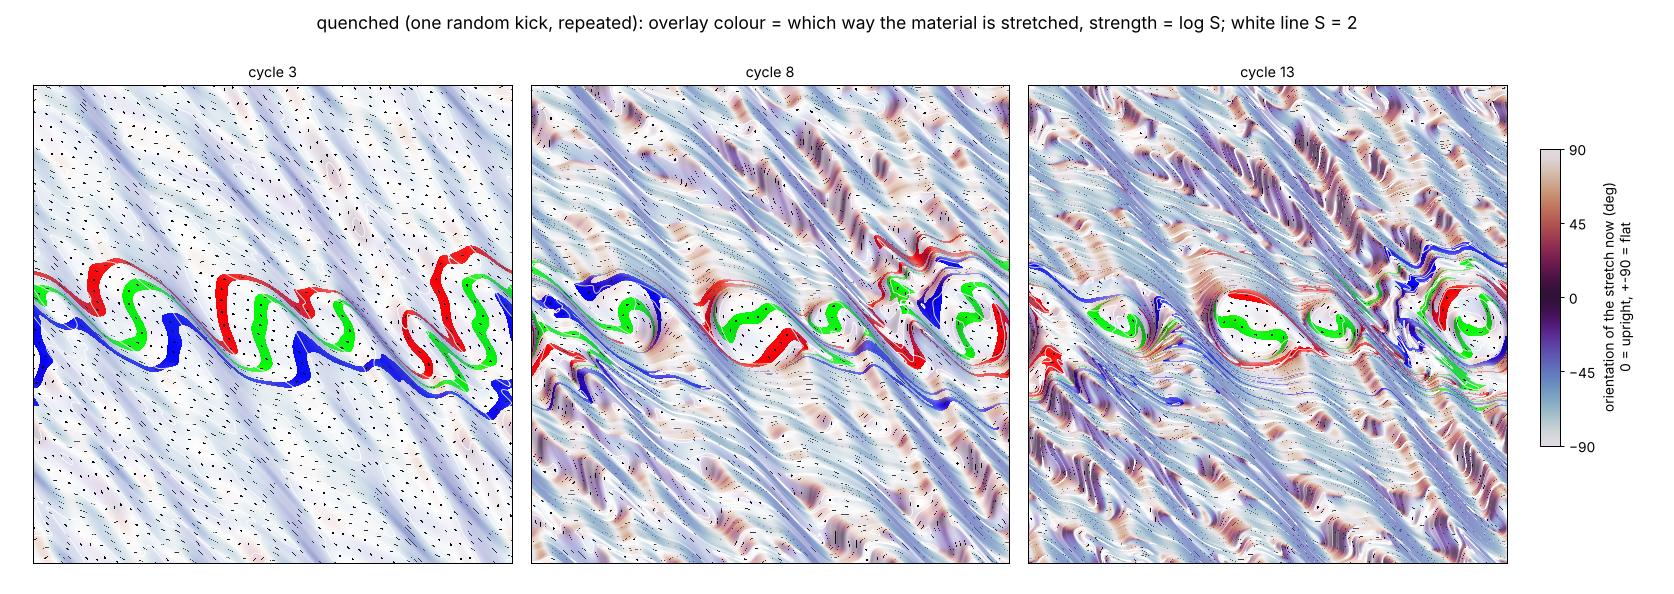 quenched (one random kick, repeated): overlay colour = which way the material is stretched, strength = log S; white line S = 2
cycle 3
cycle 8
cycle 13
90
45
0
−45
−90
orientation of the stretch now (deg)
0 = upright, +-90 = flat